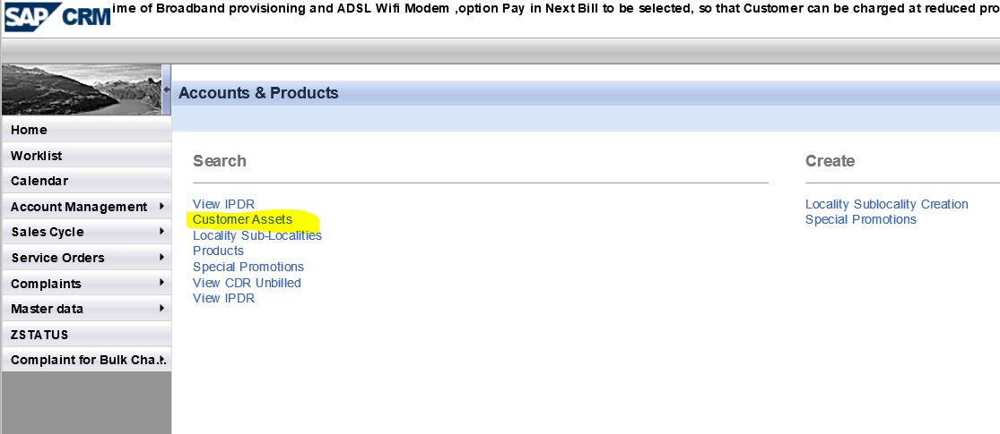 SAP CRM
ime of Broadband provisioning and ADSL Wifi Modem ,option Pay in Next Bill to be selected, so that Customer can be charged at reduced pro
Accounts & Products
Home
Worklist
Calendar
Account Management
Sales Cycle
Service Orders
Complaints
Master data
ZSTATUS
Complaint for Bulk Cha..
Search
View IPDR
Customer Assets
Locality Sub-Localities
Products
Special Promotions
View CDR Unbilled
View IPDR
Create
Locality Sublocality Creation
Special Promotions